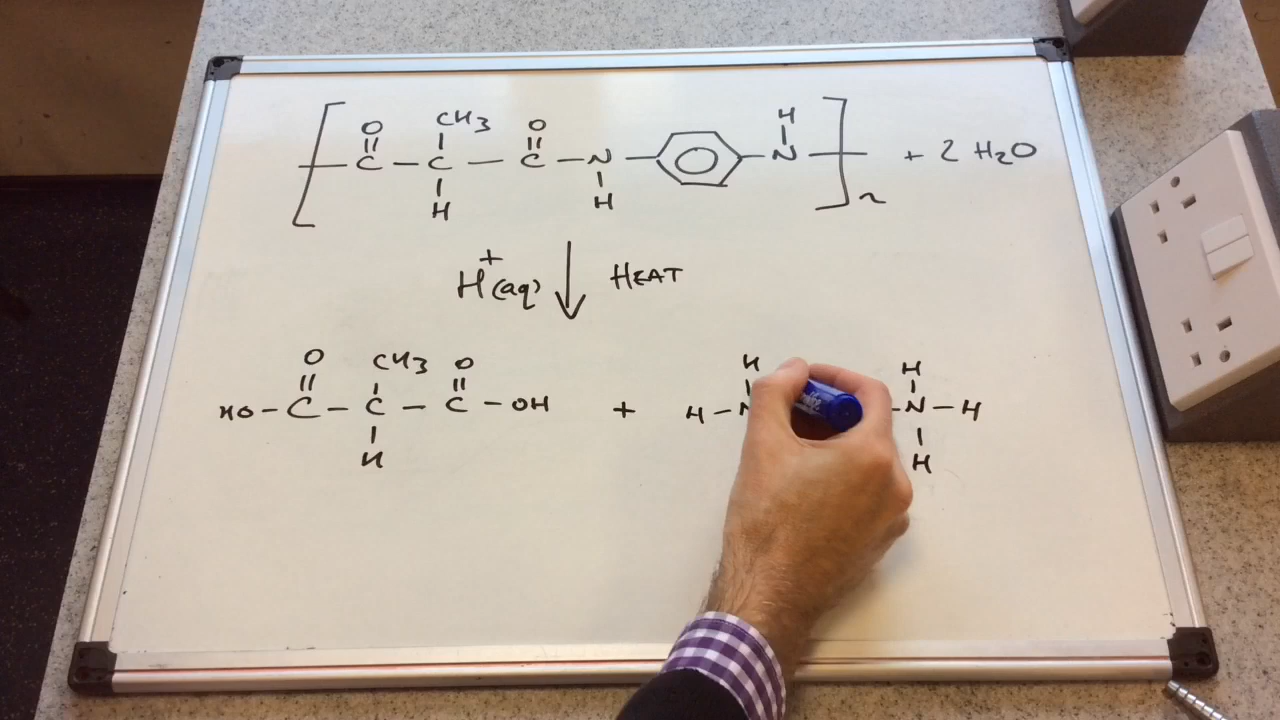 O CH3 O H
C — C — C — N — — N — + 2 H2O
H H n
H+(aq) HEAT
O CH3 O H H
HO — C — C — C — OH + H — N — N — H
H H